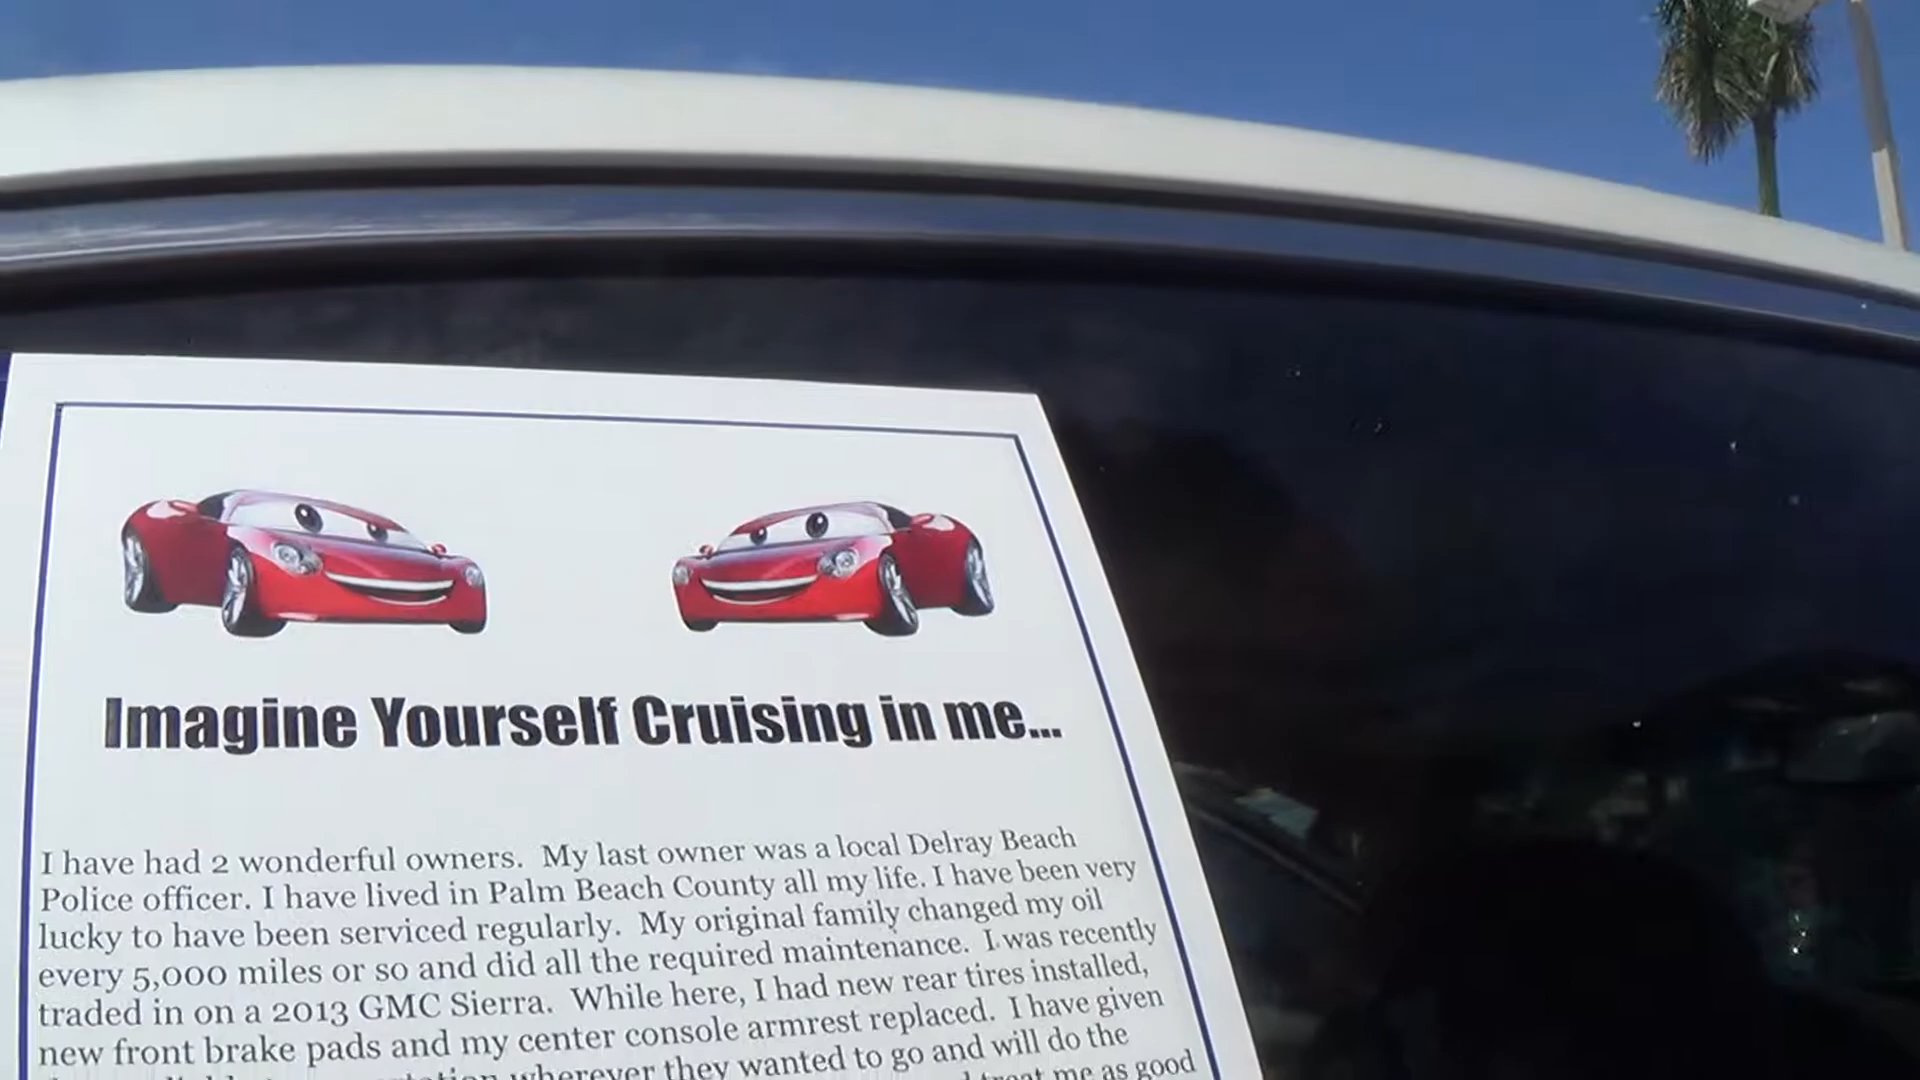 Imagine Yourself Cruising in me...
I have had 2 wonderful owners. My last owner was a local Delray Beach
Police officer. I have lived in Palm Beach County all my life. I have been very
lucky to have been serviced regularly. My original family changed my oil
every 5,000 miles or so and did all the required maintenance. I was recently
traded in on a 2013 GMC Sierra. While here, I had new rear tires installed,
new front brake pads and my center console armrest replaced. I have given
wherever they wanted to go and will do the
me as good